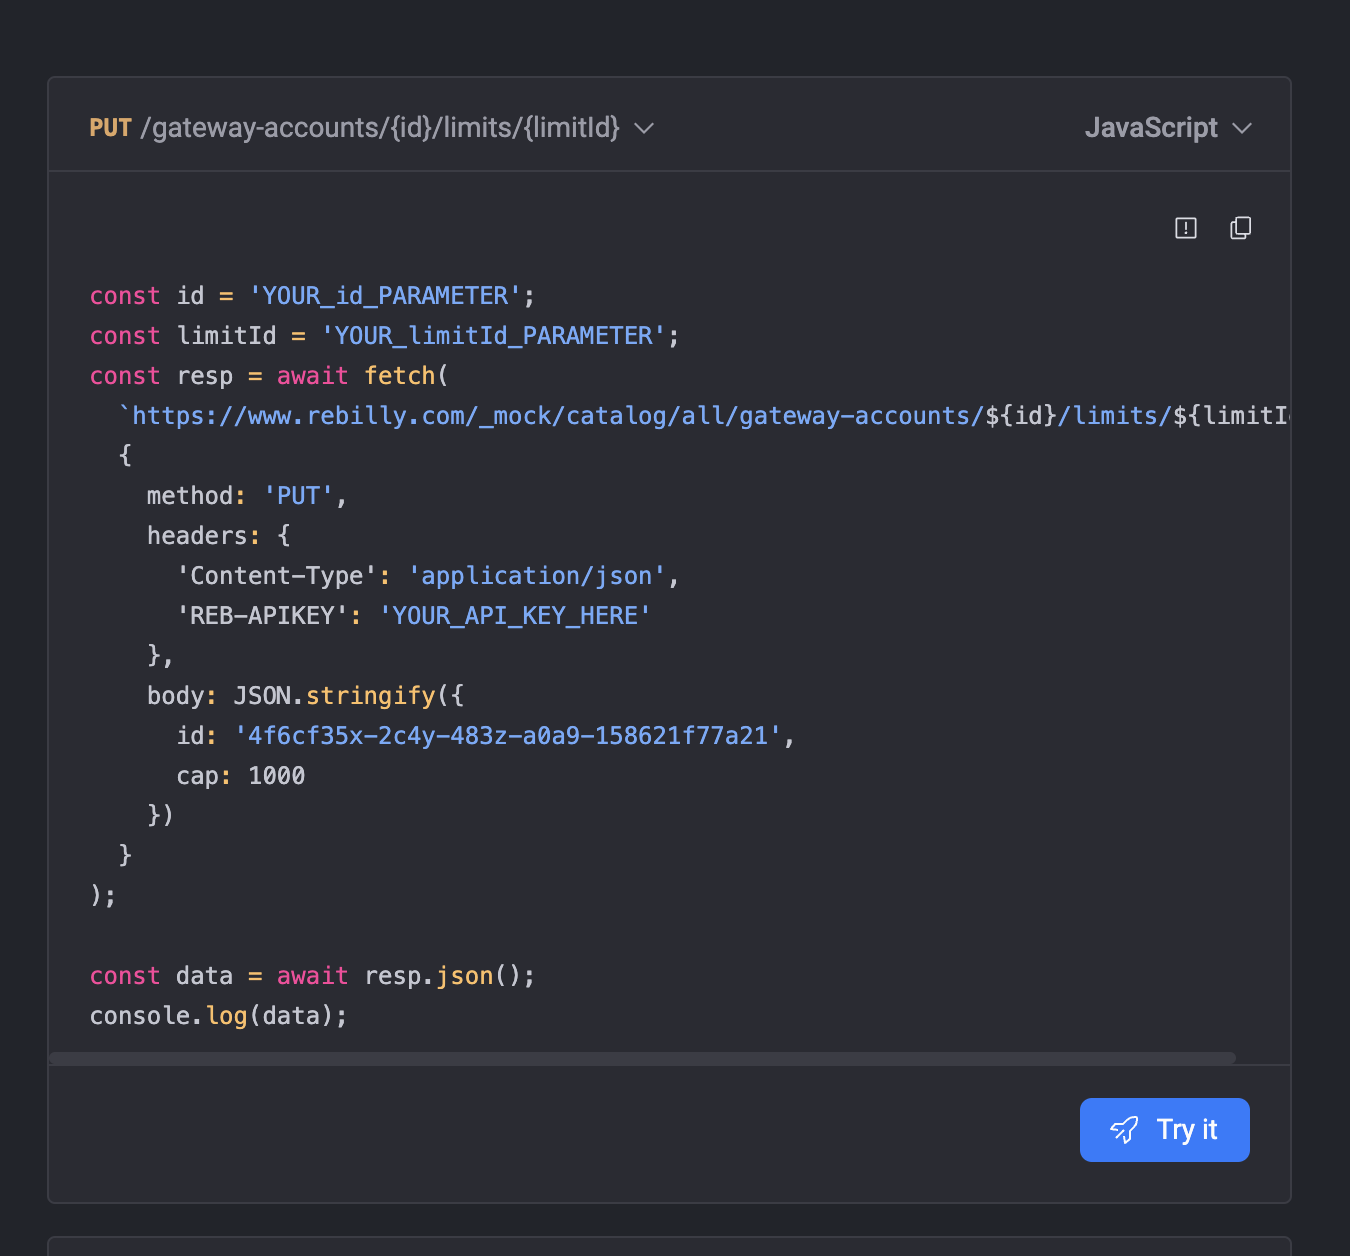 PUT /gateway-accounts/{id}/limits/{limitId}
JavaScript
const id = 'YOUR_id_PARAMETER';
const limitId = 'YOUR_limitId_PARAMETER';
const resp = await fetch(
  `https://www.rebilly.com/_mock/catalog/all/gateway-accounts/${id}/limits/${limitI
  {
    method: 'PUT',
    headers: {
      'Content-Type': 'application/json',
      'REB-APIKEY': 'YOUR_API_KEY_HERE'
    },
    body: JSON.stringify({
      id: '4f6cf35x-2c4y-483z-a0a9-158621f77a21',
      cap: 1000
    })
  }
);
const data = await resp.json();
console.log(data);
Try it